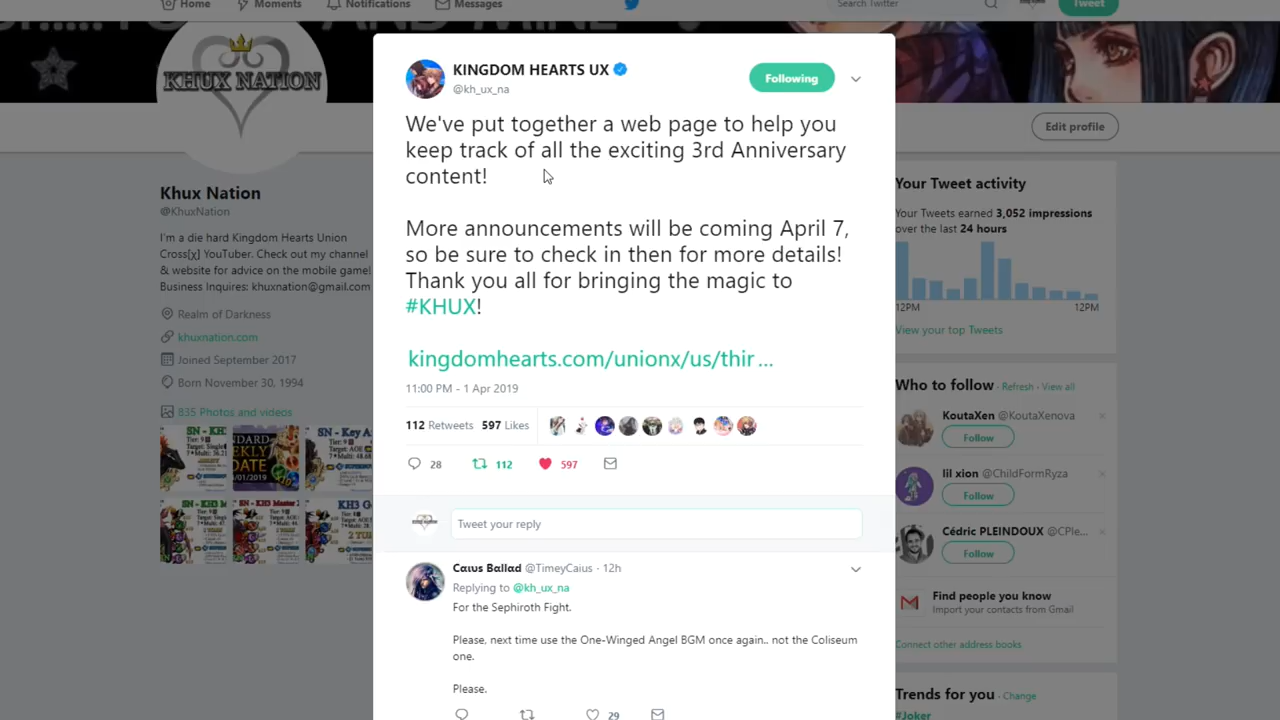 Home
Moments
Notifications
Messages
Search Twitter
Tweet
KHUX NATION
Edit profile
Khux Nation
@KhuxNation
I'm a die hard Kingdom Hearts Union
Cross[χ] YouTuber. Check out my channel
& website for advice on the mobile game!
Business Inquires: khuxnation@gmail.com
Realm of Darkness
khuxnation.com
Joined September 2017
Born November 30, 1994
835 Photos and videos
KINGDOM HEARTS UX
@kh_ux_na
Following
We've put together a web page to help you
keep track of all the exciting 3rd Anniversary
content!
More announcements will be coming April 7,
so be sure to check in then for more details!
Thank you all for bringing the magic to
#KHUX!
kingdomhearts.com/unionx/us/thir ...
11:00 PM - 1 Apr 2019
112 Retweets 597 Likes
28
112
597
Tweet your reply
Cαιυs Bαllαd @TimeyCaius · 12h
Replying to @kh_ux_na
For the Sephiroth Fight.
Please, next time use the One-Winged Angel BGM once again.. not the Coliseum
one.
Please.
29
Your Tweet activity
Your Tweets earned 3,052 impressions
over the last 24 hours
12PM
12PM
View your top Tweets
Who to follow · Refresh · View all
KoutaXen @KoutaXenova
Follow
lil xion @ChildFormRyza
Follow
Cédric PLEINDOUX @CPle...
Follow
Find people you know
Import your contacts from Gmail
Connect other address books
Trends for you · Change
#Joker